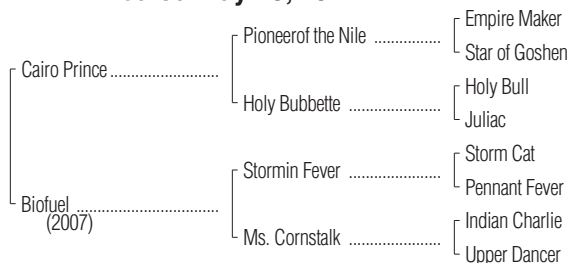 Empire Maker
Pioneerof the Nile
Star of Goshen
Cairo Prince
Holy Bull
Holy Bubbette
Juliac
Storm Cat
Stormin Fever
Pennant Fever
Biofuel
(2007)
Indian Charlie
Ms. Cornstalk
Upper Dancer